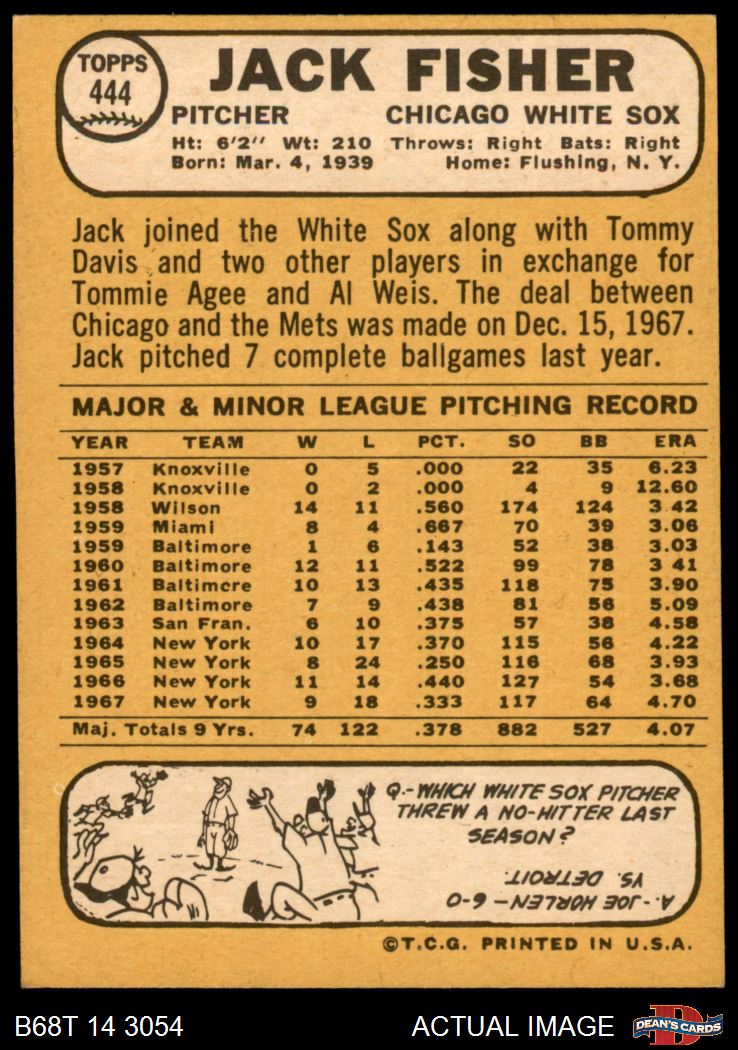 TOPPS
444
JACK FISHER
PITCHER CHICAGO WHITE SOX
Ht: 6'2" Wt: 210 Throws: Right Bats: Right
Born: Mar. 4, 1939 Home: Flushing, N. Y.
Jack joined the White Sox along with Tommy
Davis and two other players in exchange for
Tommie Agee and Al Weis. The deal between
Chicago and the Mets was made on Dec. 15, 1967.
Jack pitched 7 complete ballgames last year.
MAJOR & MINOR LEAGUE PITCHING RECORD
YEAR TEAM W L PCT. SO BB ERA
1957 Knoxville 0 5 .000 22 35 6.23
1958 Knoxville 0 2 .000 4 9 12.60
1958 Wilson 14 11 .560 174 124 3.42
1959 Miami 8 4 .667 70 39 3.06
1959 Baltimore 1 6 .143 52 38 3.03
1960 Baltimore 12 11 .522 99 78 3 41
1961 Baltimore 10 13 .435 118 75 3.90
1962 Baltimore 7 9 .438 81 56 5.09
1963 San Fran. 6 10 .375 57 38 4.58
1964 New York 10 17 .370 115 56 4.22
1965 New York 8 24 .250 116 68 3.93
1966 New York 11 14 .440 127 54 3.68
1967 New York 9 18 .333 117 64 4.70
Maj. Totals 9 Yrs. 74 122 .378 882 527 4.07
Q.-WHICH WHITE SOX PITCHER
THREW A NO-HITTER LAST
SEASON?
A.-JOE HORLEN-6-0
VS. DETROIT.
©T.C.G. PRINTED IN U.S.A.
B68T 14 3054 ACTUAL IMAGE
D
DEAN'S CARDS